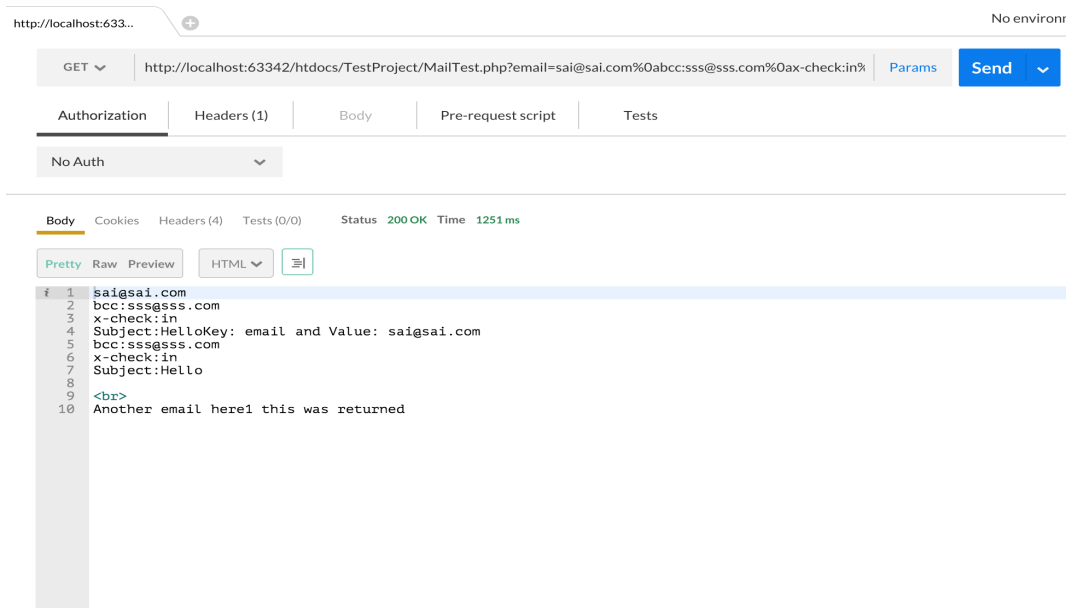 http://localhost:633...
No environ
GET http://localhost:63342/htdocs/TestProject/MailTest.php?email=sai@sai.com%0abcc:sss@sss.com%0ax-check:in% Params Send
Authorization Headers (1) Body Pre-request script Tests
No Auth
Body Cookies Headers (4) Tests (0/0) Status 200 OK Time 1251 ms
Pretty Raw Preview HTML
i 1 sai@sai.com
2 bcc:sss@sss.com
3 x-check:in
4 Subject:HelloKey: email and Value: sai@sai.com
5 bcc:sss@sss.com
6 x-check:in
7 Subject:Hello
8
9 <br>
10 Another email here1 this was returned